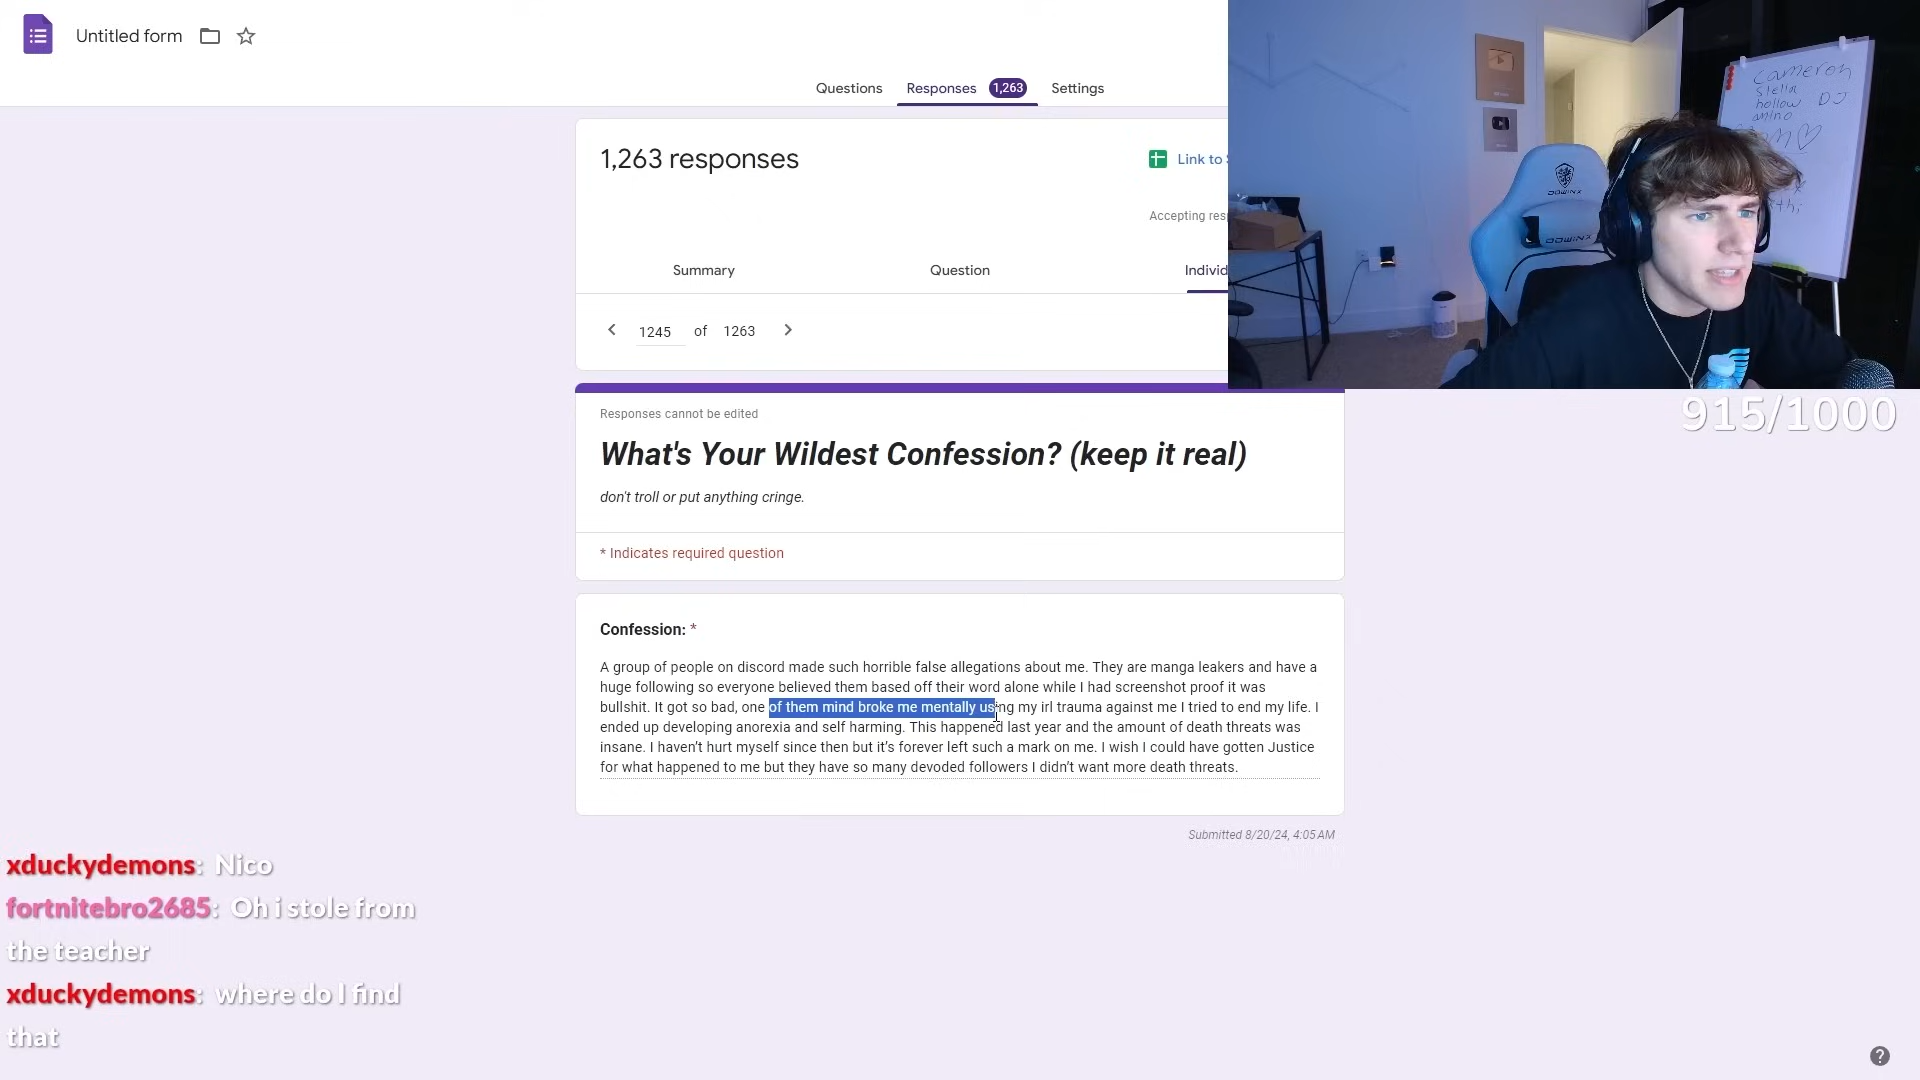 Untitled form
Questions
Responses
1,263
Settings
1,263 responses
Link to
Accepting
Summary
Question
Individ
1245 of 1263
Responses cannot be edited
What's Your Wildest Confession? (keep it real)
don't troll or put anything cringe.
* Indicates required question
Confession: *
A group of people on discord made such horrible false allegations about me. They are manga leakers and have a
huge following so everyone believed them based off their word alone while I had screenshot proof it was
bullshit. It got so bad, one of them mind broke me mentally using my irl trauma against me I tried to end my life. I
ended up developing anorexia and self harming. This happened last year and the amount of death threats was
insane. I haven’t hurt myself since then but it’s forever left such a mark on me. I wish I could have gotten Justice
for what happened to me but they have so many devoded followers I didn’t want more death threats.
Submitted 8/20/24, 4:05 AM
cameron
stella
hollow DJ
amino
DOWINX
DOWINX
915/1000
xduckydemons: Nico
fortnitebro2685: Oh i stole from
the teacher
xduckydemons: where do I find
that